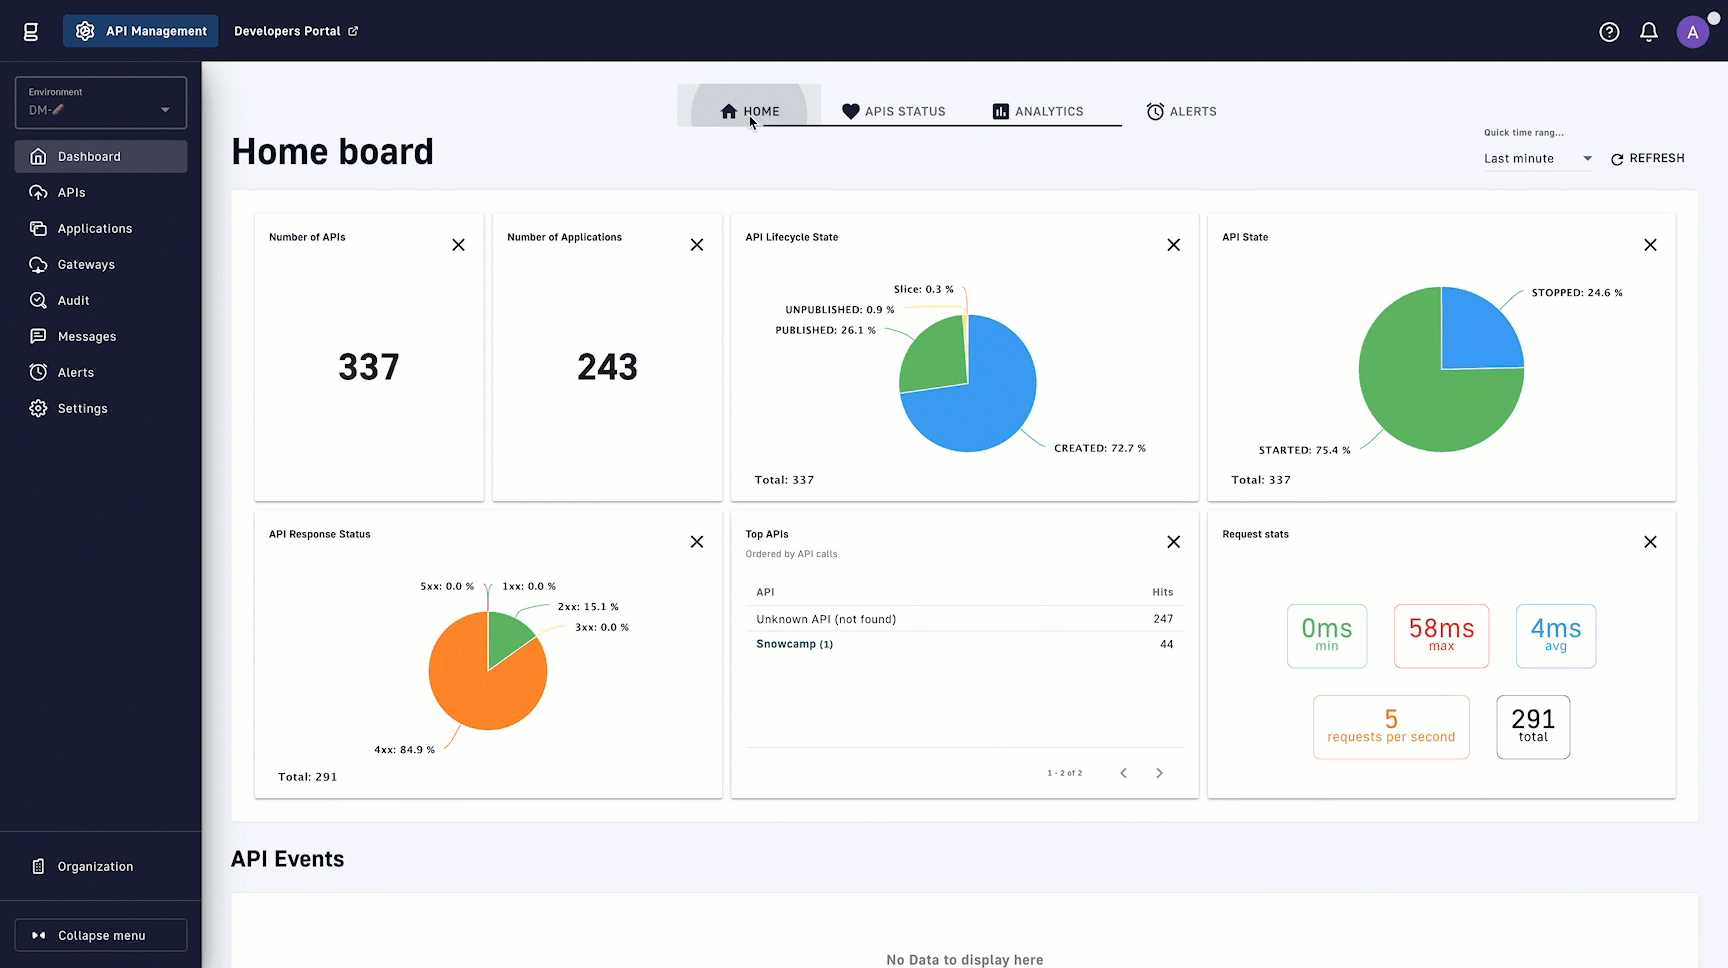 API Management
Developers Portal
A
Environment
DM-
Dashboard
APIs
Applications
Gateways
Audit
Messages
Alerts
Settings
Organization
Collapse menu
HOME
APIS STATUS
ANALYTICS
ALERTS
Home board
Quick time rang...
Last minute
REFRESH
Number of APIs
337
Number of Applications
243
API Lifecycle State
Slice: 0.3 %
UNPUBLISHED: 0.9 %
PUBLISHED: 26.1 %
CREATED: 72.7 %
Total: 337
API State
STOPPED: 24.6 %
STARTED: 75.4 %
Total: 337
API Response Status
5xx: 0.0 %
1xx: 0.0 %
2xx: 15.1 %
3xx: 0.0 %
4xx: 84.9 %
Total: 291
Top APIs
Ordered by API calls
API Hits
Unknown API (not found) 247
Snowcamp (1) 44
1 - 2 of 2
Request stats
0ms
min
58ms
max
4ms
avg
5
requests per second
291
total
API Events
No Data to display here